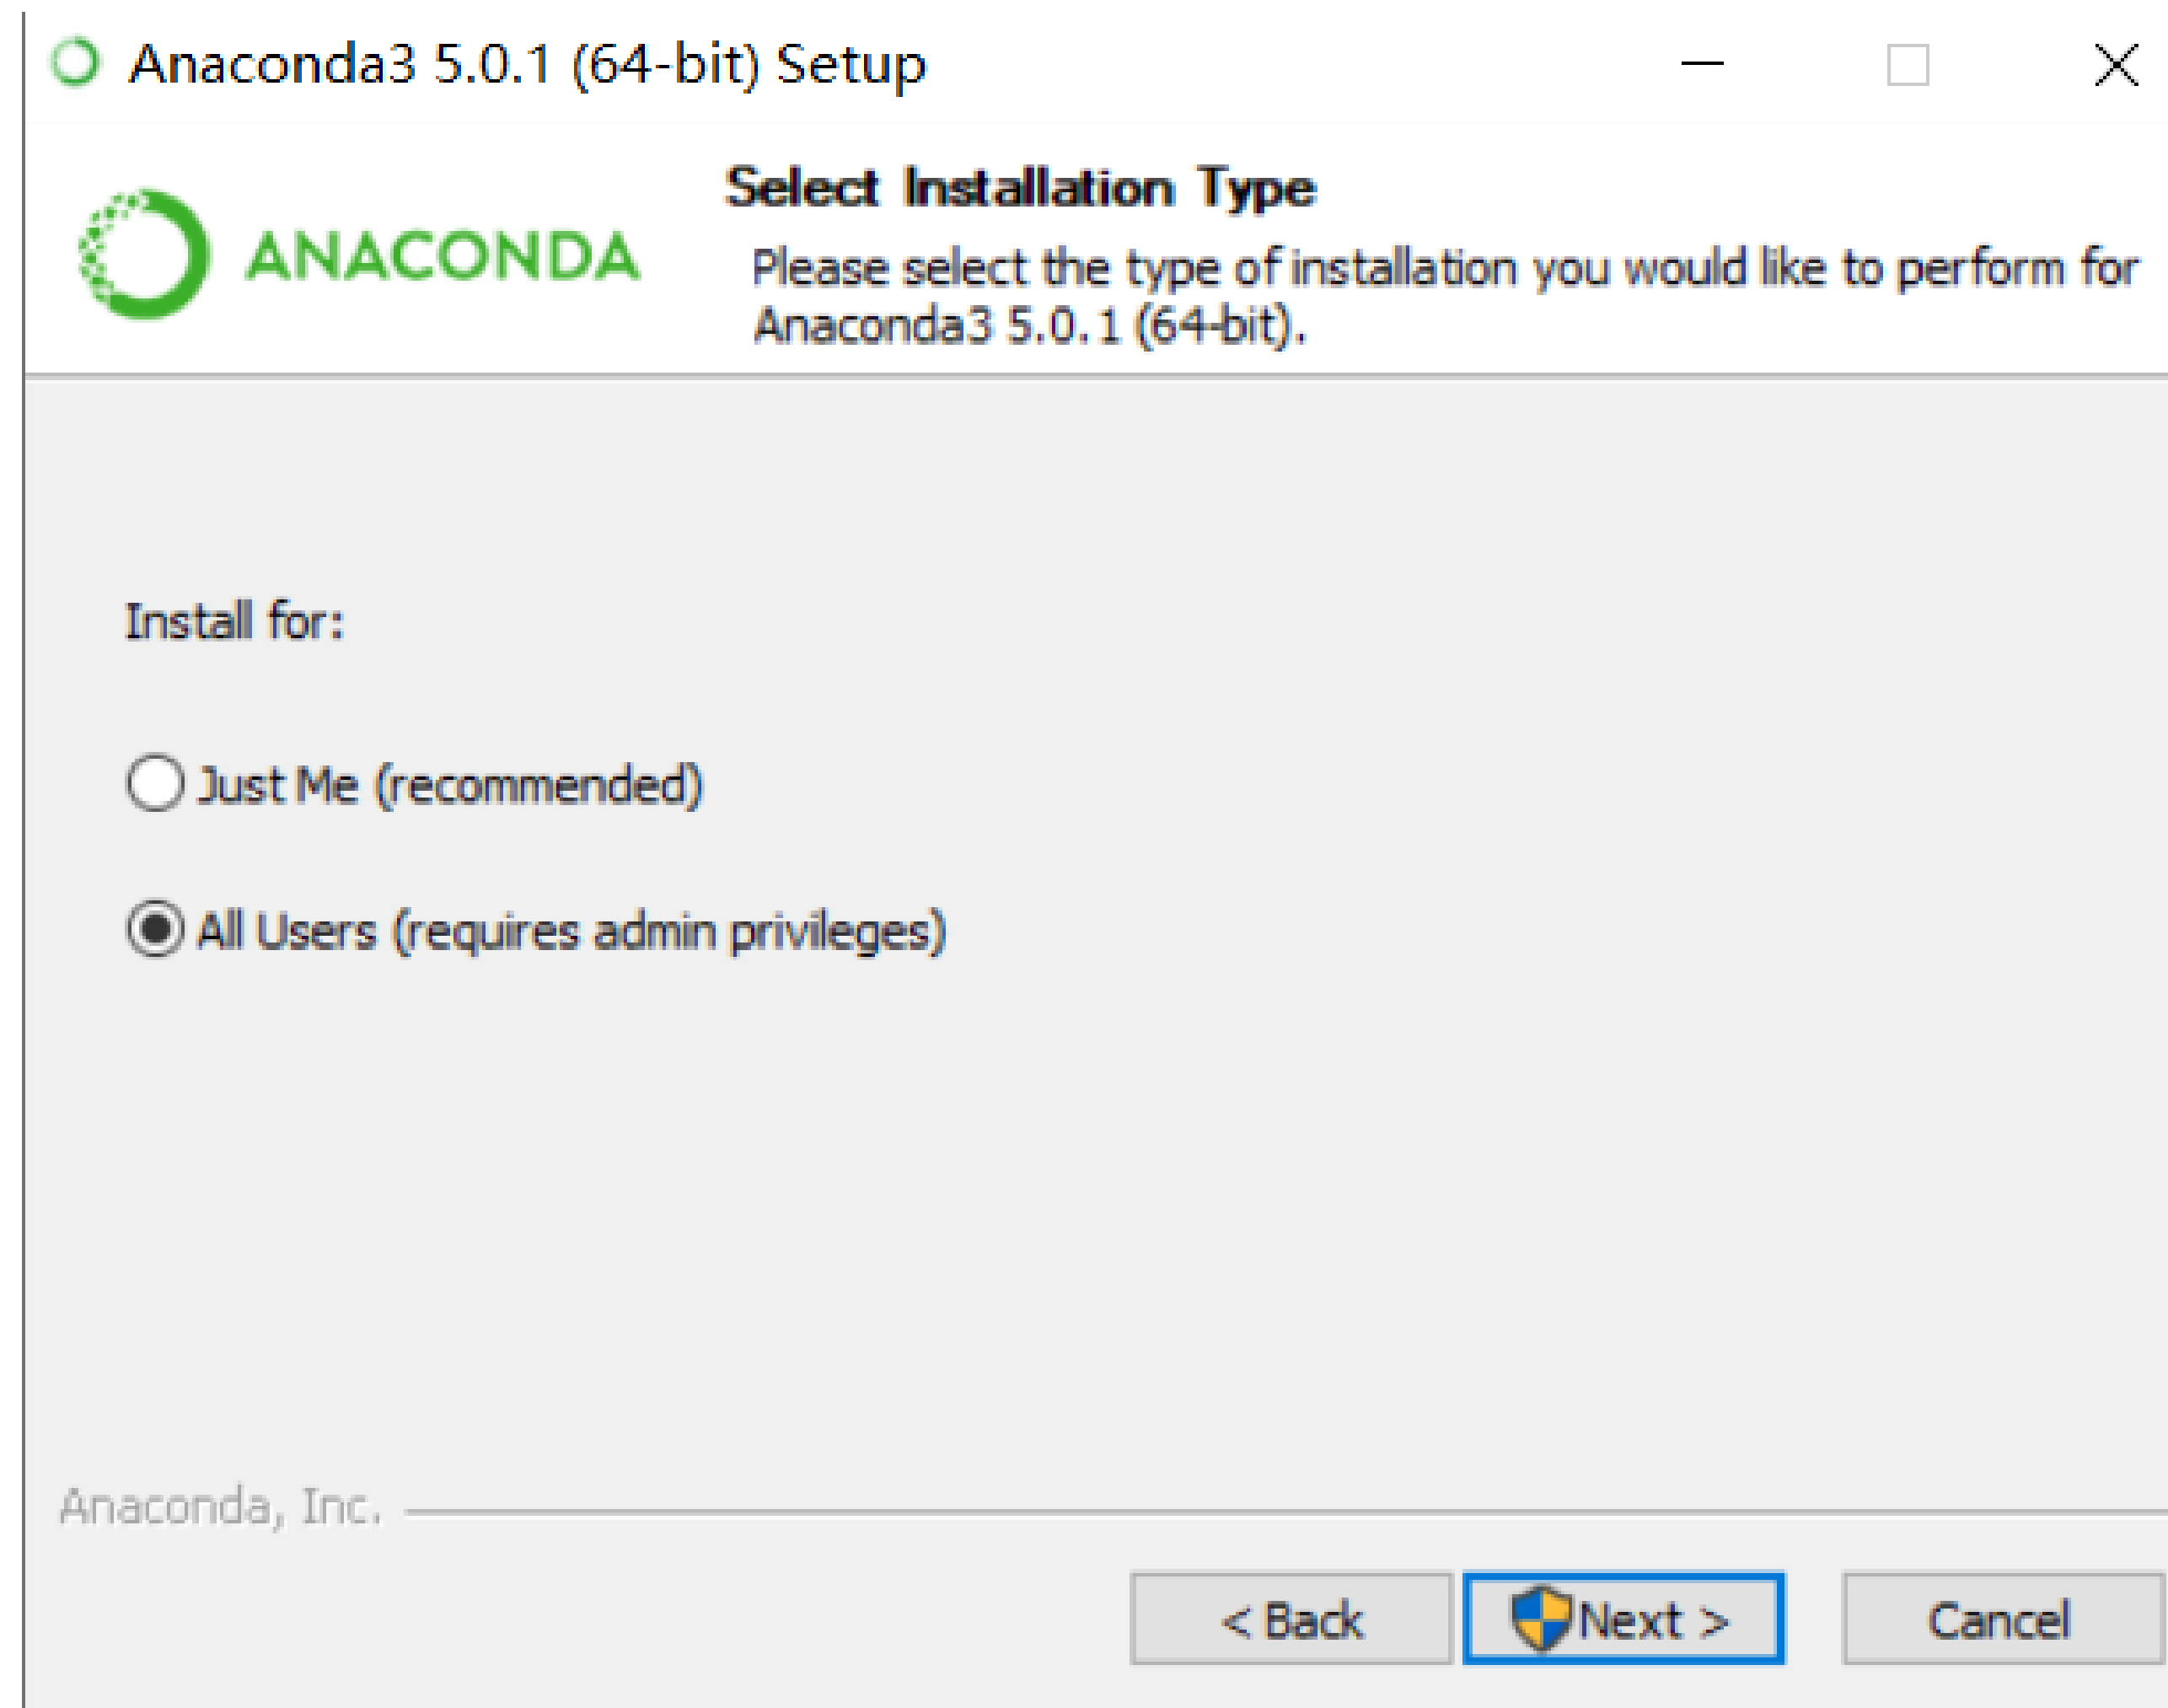 Anaconda3 5.0.1 (64-bit) Setup
ANACONDA
Select Installation Type
Please select the type of installation you would like to perform for
Anaconda3 5.0.1 (64-bit).
Install for:
Just Me (recommended)
All Users (requires admin privileges)
Anaconda, Inc.
< Back
Next >
Cancel